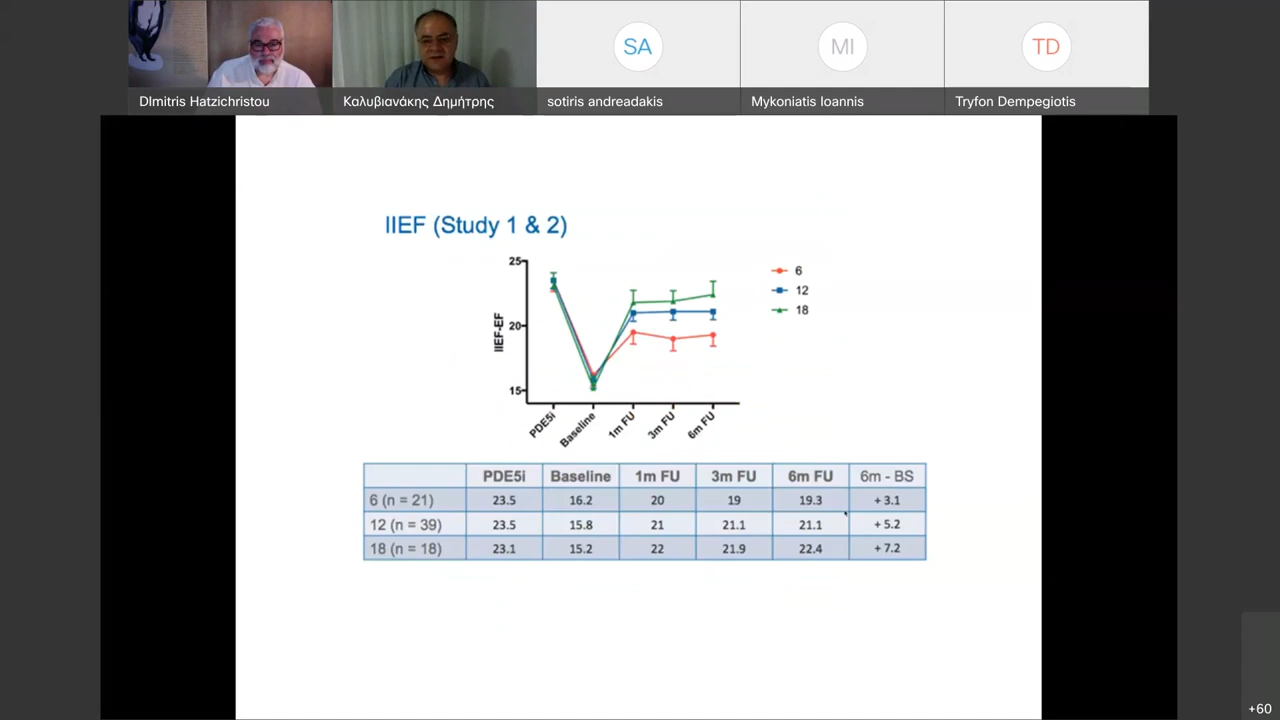 SA
MI
TD
DImitris Hatzichristou
Καλυβιανάκης Δημήτρης
sotiris andreadakis
Mykoniatis Ioannis
Tryfon Dempegiotis
IIEF (Study 1 & 2)
25
20
15
IIEF-EF
PDE5i
Baseline
1m FU
3m FU
6m FU
6
12
18
PDE5i Baseline 1m FU 3m FU 6m FU 6m - BS
6 (n = 21) 23.5 16.2 20 19 19.3 + 3.1
12 (n = 39) 23.5 15.8 21 21.1 21.1 + 5.2
18 (n = 18) 23.1 15.2 22 21.9 22.4 + 7.2
+60